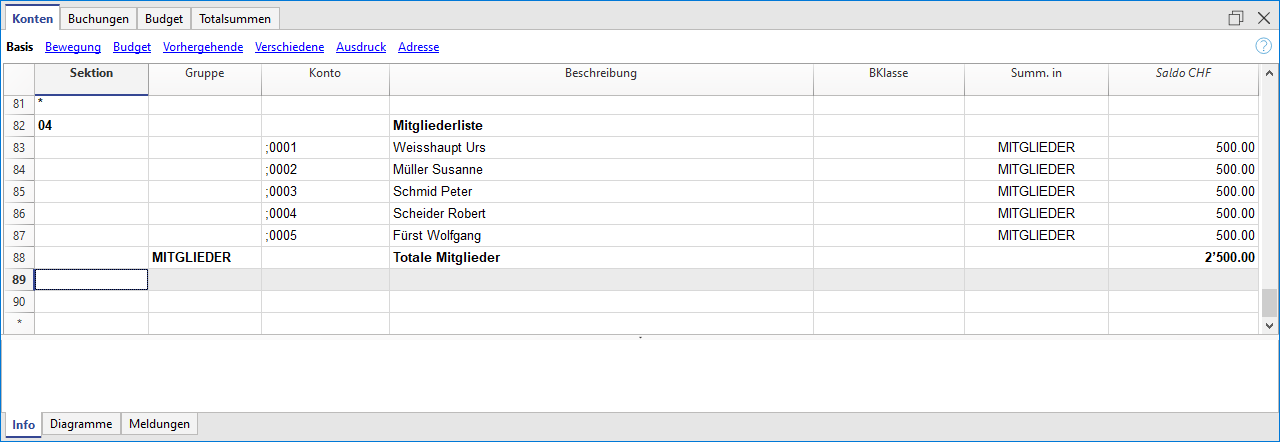 Konten Buchungen Budget Totalsummen
Basis Bewegung Budget Vorhergehende Verschiedene Ausdruck Adresse ?
Sektion Gruppe Konto Beschreibung BKlasse Summ. in Saldo CHF
81 *
82 04 Mitgliederliste
83 ;0001 Weisshaupt Urs MITGLIEDER 500.00
84 ;0002 Müller Susanne MITGLIEDER 500.00
85 ;0003 Schmid Peter MITGLIEDER 500.00
86 ;0004 Scheider Robert MITGLIEDER 500.00
87 ;0005 Fürst Wolfgang MITGLIEDER 500.00
88 MITGLIEDER Totale Mitglieder 2'500.00
89
90
*
Info Diagramme Meldungen